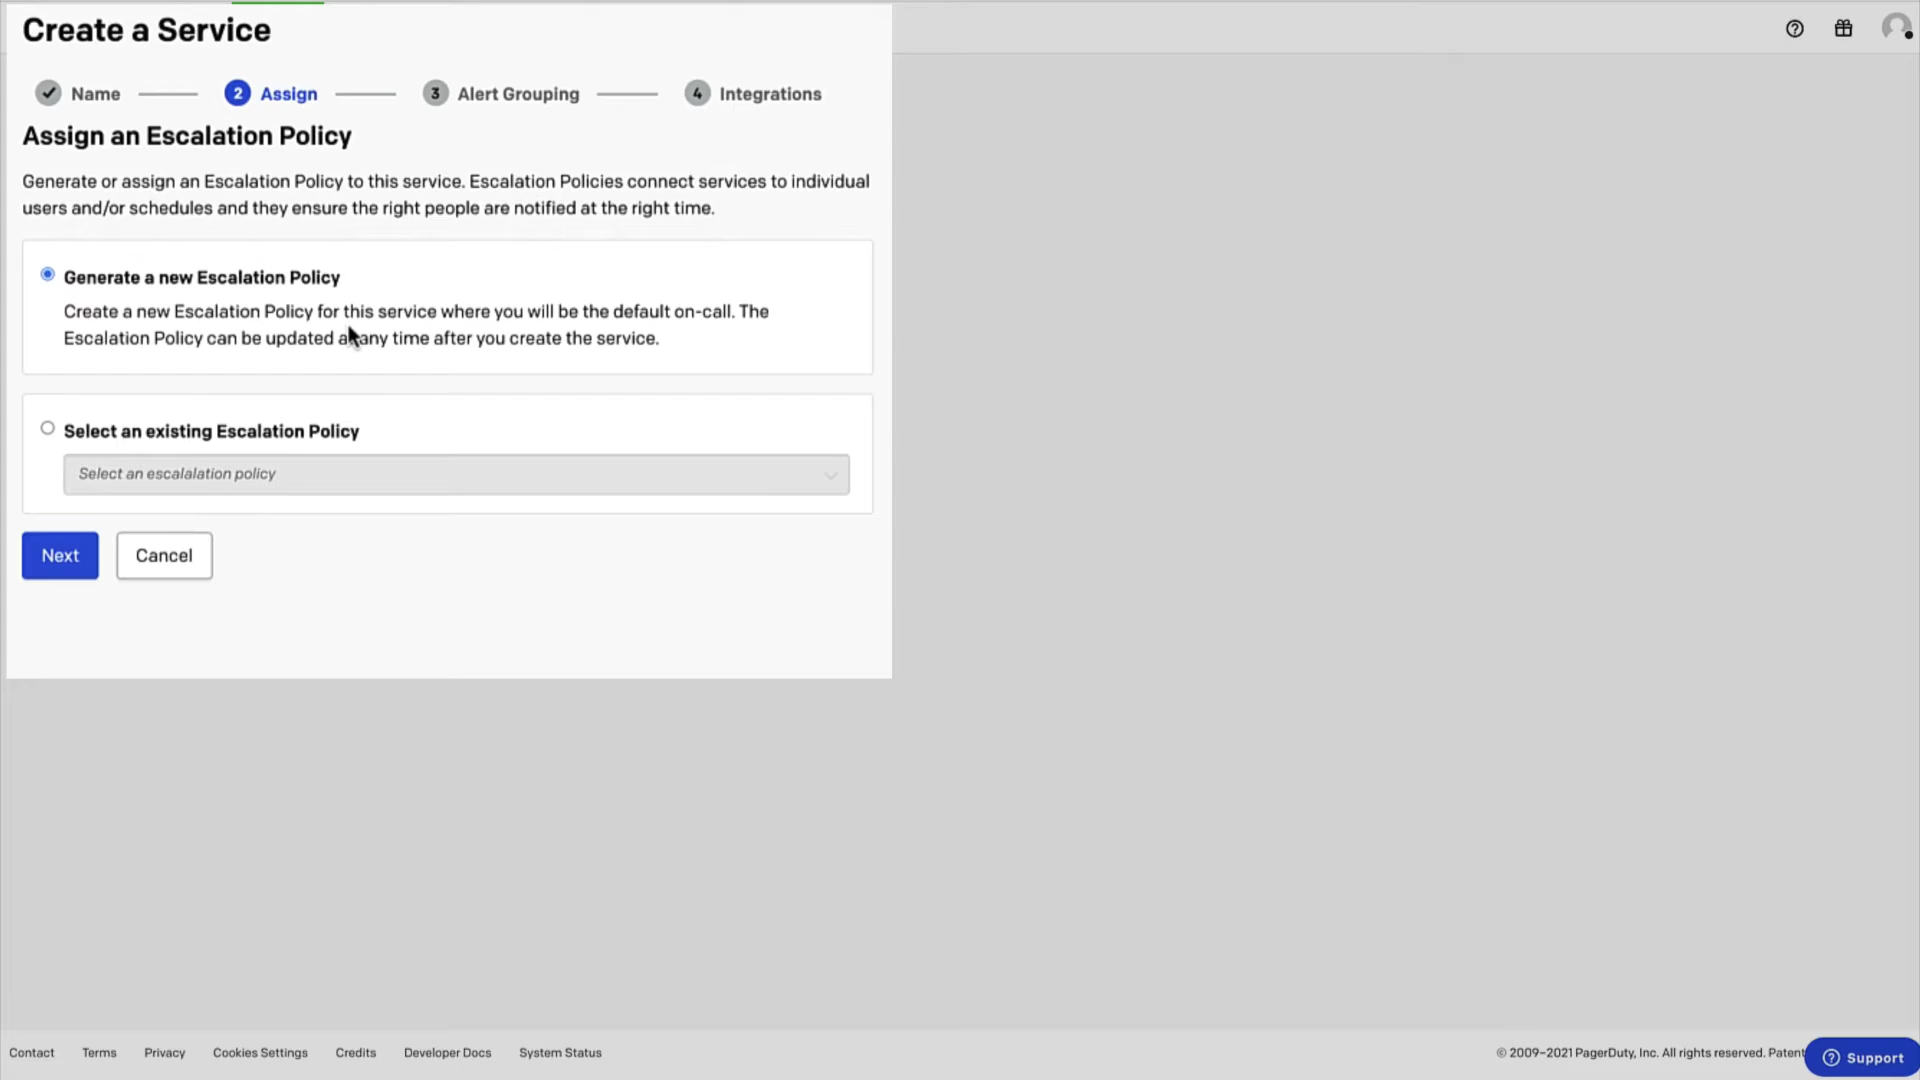 Create a Service
Name
2 Assign
3 Alert Grouping
4 Integrations
Assign an Escalation Policy
Generate or assign an Escalation Policy to this service. Escalation Policies connect services to individual
users and/or schedules and they ensure the right people are notified at the right time.
Generate a new Escalation Policy
Create a new Escalation Policy for this service where you will be the default on-call. The
Escalation Policy can be updated at any time after you create the service.
Select an existing Escalation Policy
Select an escalalation policy
Next
Cancel
Contact
Terms
Privacy
Cookies Settings
Credits
Developer Docs
System Status
© 2009–2021 PagerDuty, Inc. All rights reserved. Patent
Support